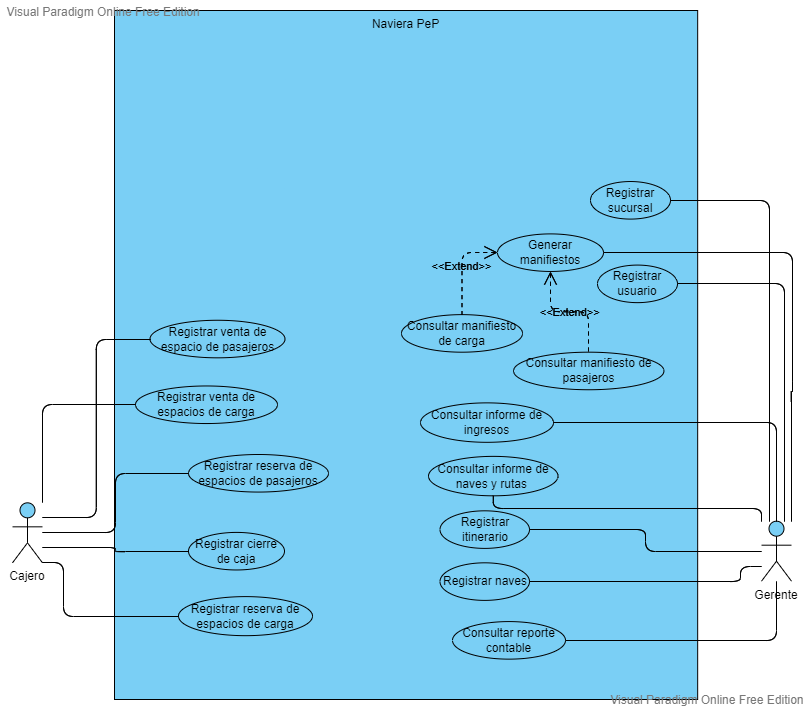 Visual Paradigm Online Free Edition
Naviera PeP
Registrar
sucursal
Generar
manifiestos
<<Extend>>
Registrar
usuario
<<Extend>>
Consultar manifiesto
de carga
Registrar venta de
espacio de pasajeros
Consultar manifiesto de
pasajeros
Registrar venta de
espacios de carga
Consultar informe de
ingresos
Registrar reserva de
espacios de pasajeros
Consultar informe de
naves y rutas
Registrar
itinerario
Registrar cierre
de caja
Cajero
Registrar naves
Gerente
Registrar reserva de
espacios de carga
Consultar reporte
contable
Visual Paradigm Online Free Edition